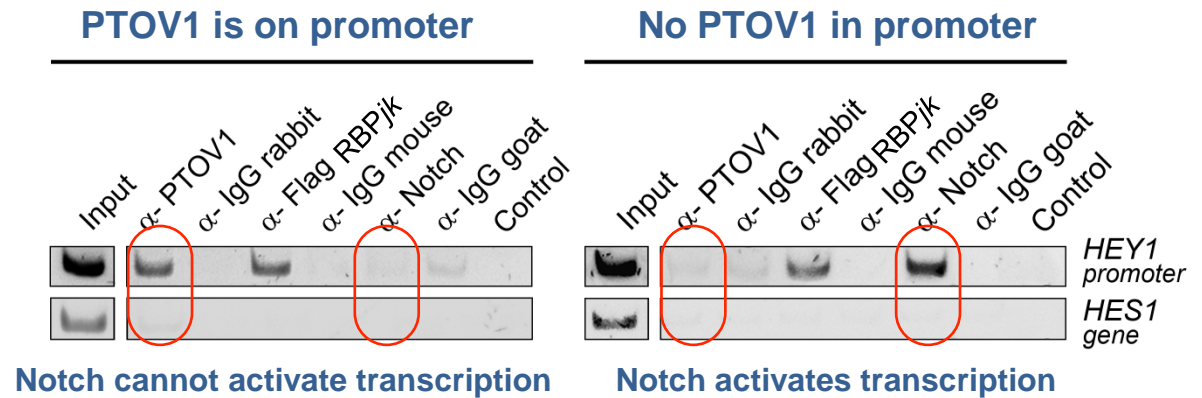 PTOV1 is on promoter
No PTOV1 in promoter
Input
α- PTOV1
α- IgG rabbit
α- Flag RBPjk
α- IgG mouse
α- Notch
α- IgG goat
Control
Input
α- PTOV1
α- IgG rabbit
α- Flag RBPjk
α- IgG mouse
α- Notch
α- IgG goat
Control
HEY1
promoter
HES1
gene
Notch cannot activate transcription
Notch activates transcription